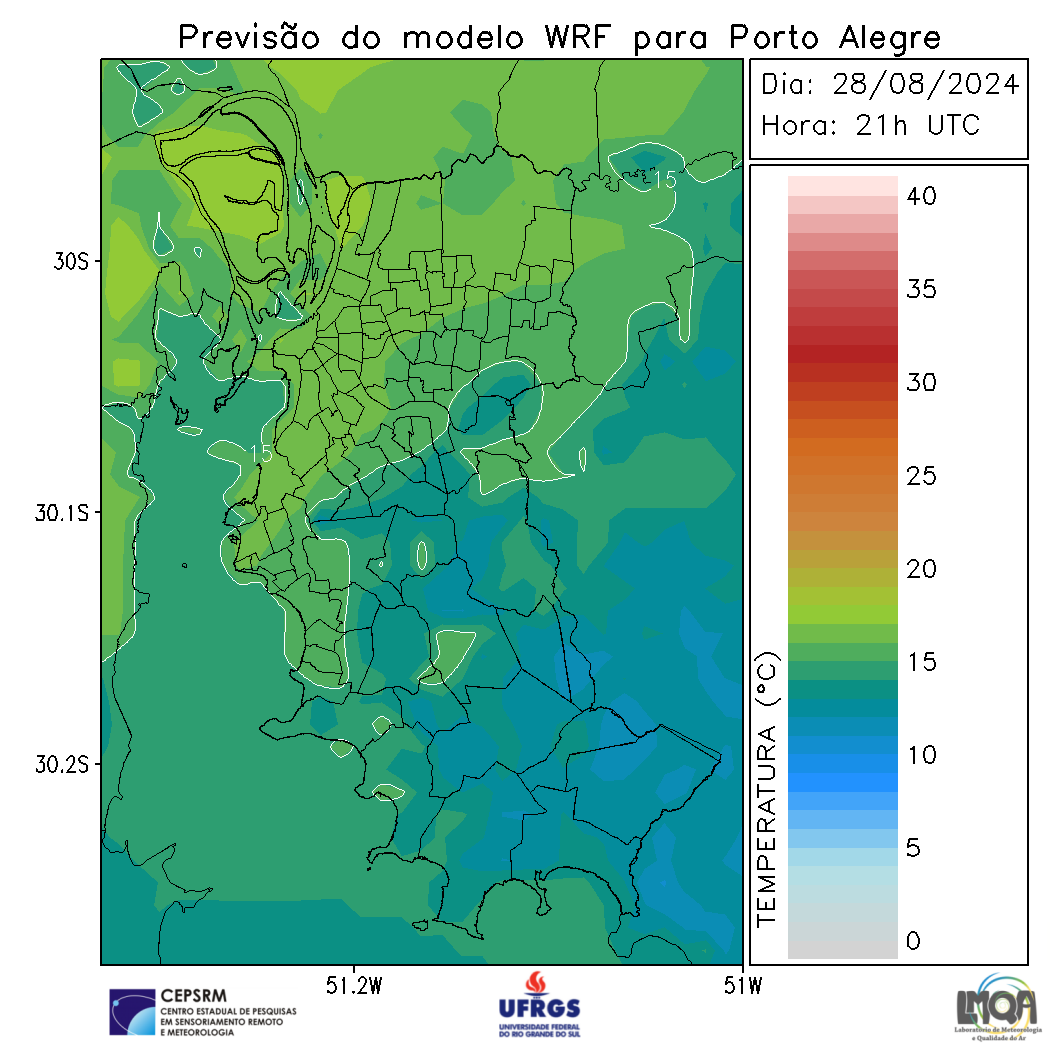 Previsão do modelo WRF para Porto Alegre
Dia: 28/08/2024
Hora: 21h UTC
30S
30.1S
30.2S
51.2W
51W
15
15
TEMPERATURA (°C)
40
35
30
25
20
15
10
5
0
CEPSRM
CENTRO ESTADUAL DE PESQUISAS
EM SENSORIAMENTO REMOTO
E METEOROLOGIA
UFRGS
UNIVERSIDADE FEDERAL
DO RIO GRANDE DO SUL
LMQA
Laboratório de Meteorologia
e Qualidade do Ar